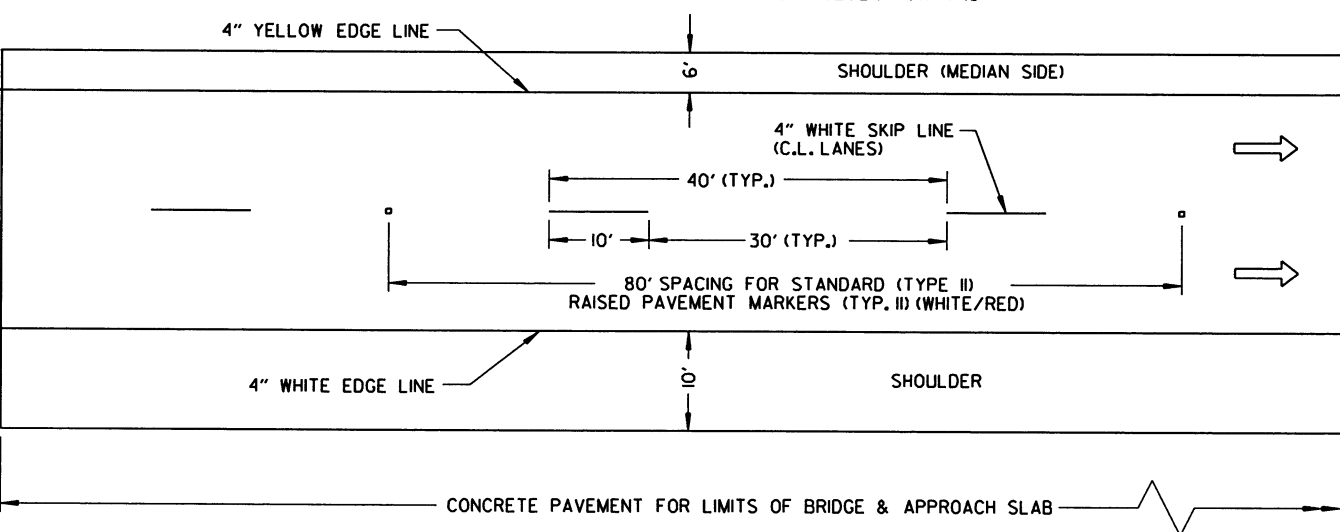 4" YELLOW EDGE LINE
6'
SHOULDER (MEDIAN SIDE)
4" WHITE SKIP LINE
(C.L. LANES)
40' (TYP.)
10'
30' (TYP.)
80' SPACING FOR STANDARD (TYPE II)
RAISED PAVEMENT MARKERS (TYP. II) (WHITE/RED)
4" WHITE EDGE LINE
10'
SHOULDER
CONCRETE PAVEMENT FOR LIMITS OF BRIDGE & APPROACH SLAB